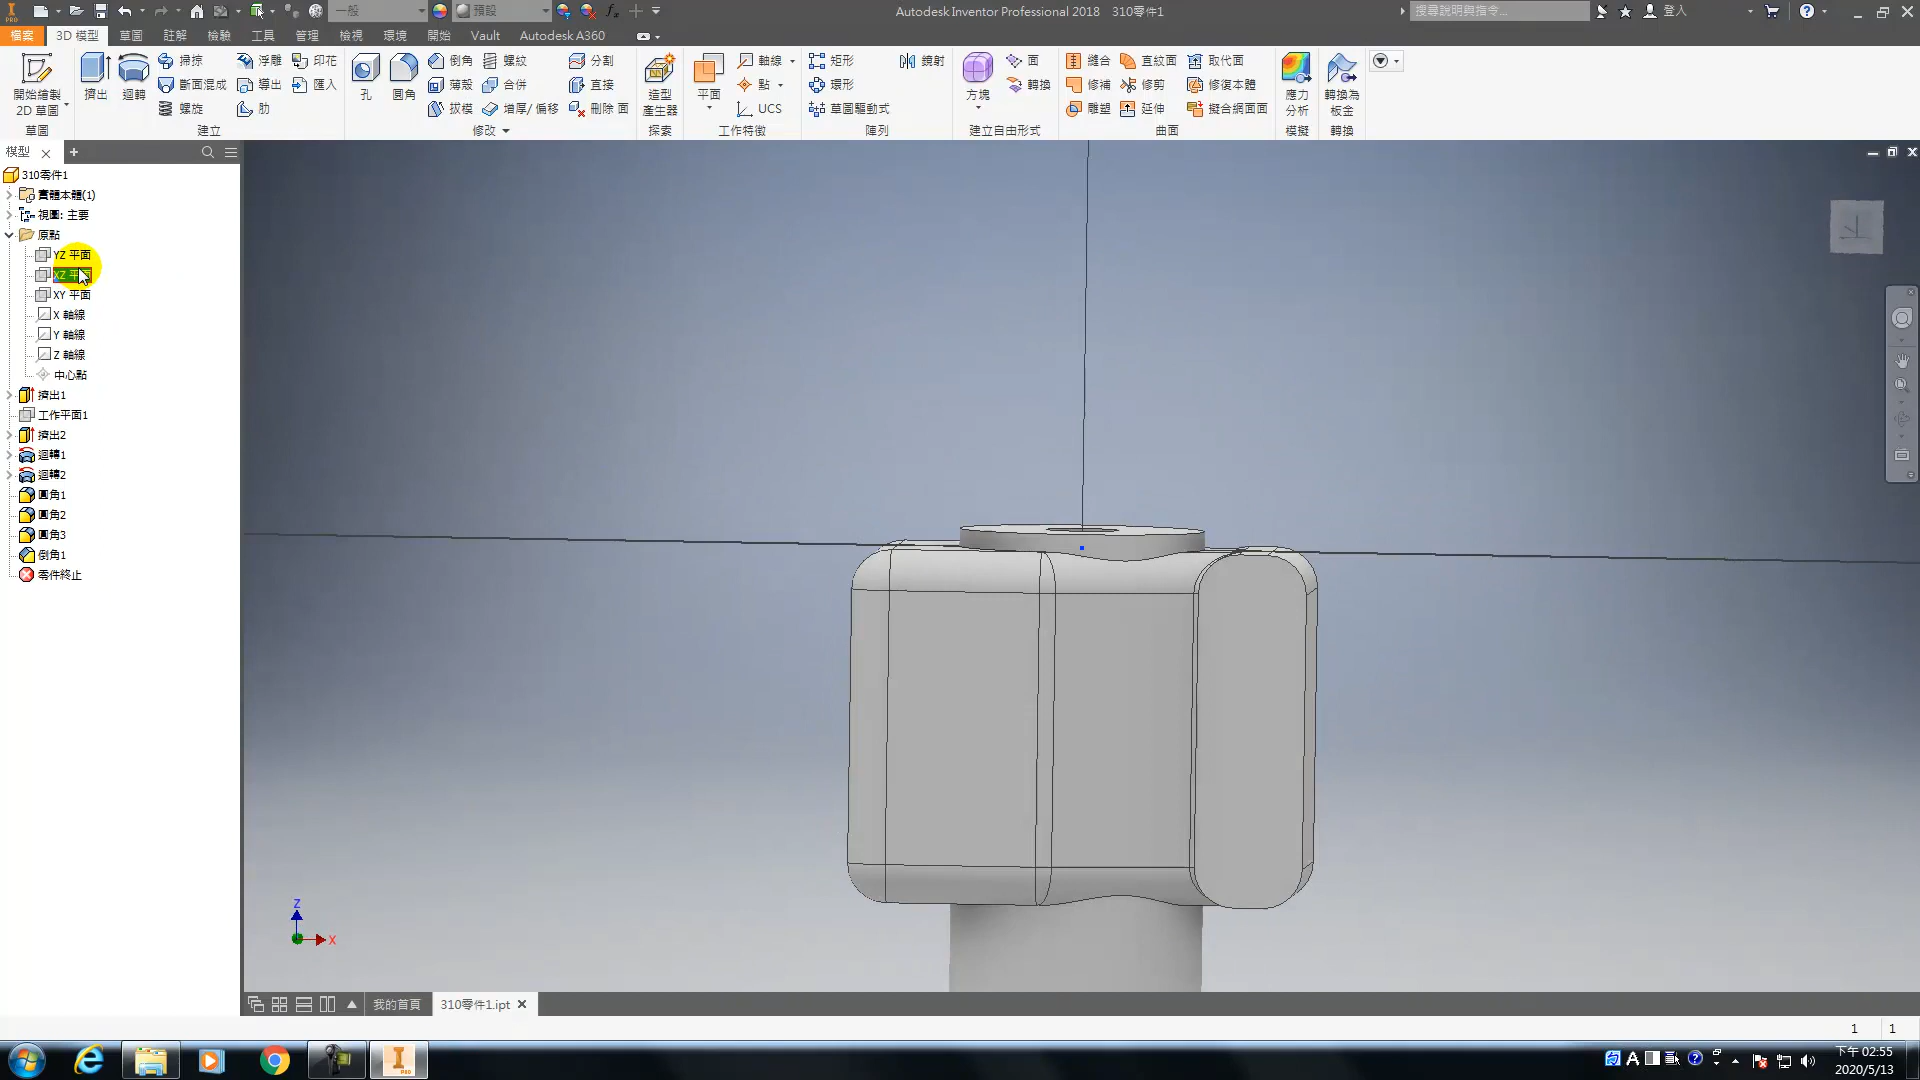 PRO
一般
預設
fx
Autodesk Inventor Professional 2018 310零件1
搜尋說明與指令...
登入
檔案 3D 模型 草圖 註解 檢驗 工具 管理 檢視 環境 開始 Vault Autodesk A360
開始繪製
2D 草圖
擠出
迴轉
掃掠
斷面混成
螺旋
浮雕
導出
肋
印花
匯入
孔
圓角
倒角
薄殼
拔模
螺紋
合併
增厚/ 偏移
分割
直接
刪除 面
造型
產生器
平面
軸線
點
UCS
矩形
環形
草圖驅動式
鏡射
方塊
面
轉換
縫合
修補
雕塑
直紋面
修剪
延伸
取代面
修復本體
擬合網面面
應力
分析
轉換為
板金
草圖 建立 修改 探索 工作特徵 陣列 建立自由形式 曲面 模擬 轉換
模型
310零件1
實體本體(1)
視圖: 主要
原點
YZ 平面
XZ 平面
XY 平面
X 軸線
Y 軸線
Z 軸線
中心點
擠出1
工作平面1
擠出2
迴轉1
迴轉2
圓角1
圓角2
圓角3
倒角1
零件終止
Z
X
我的首頁 310零件1.ipt
1 1
A
下午 02:55
2020/5/13